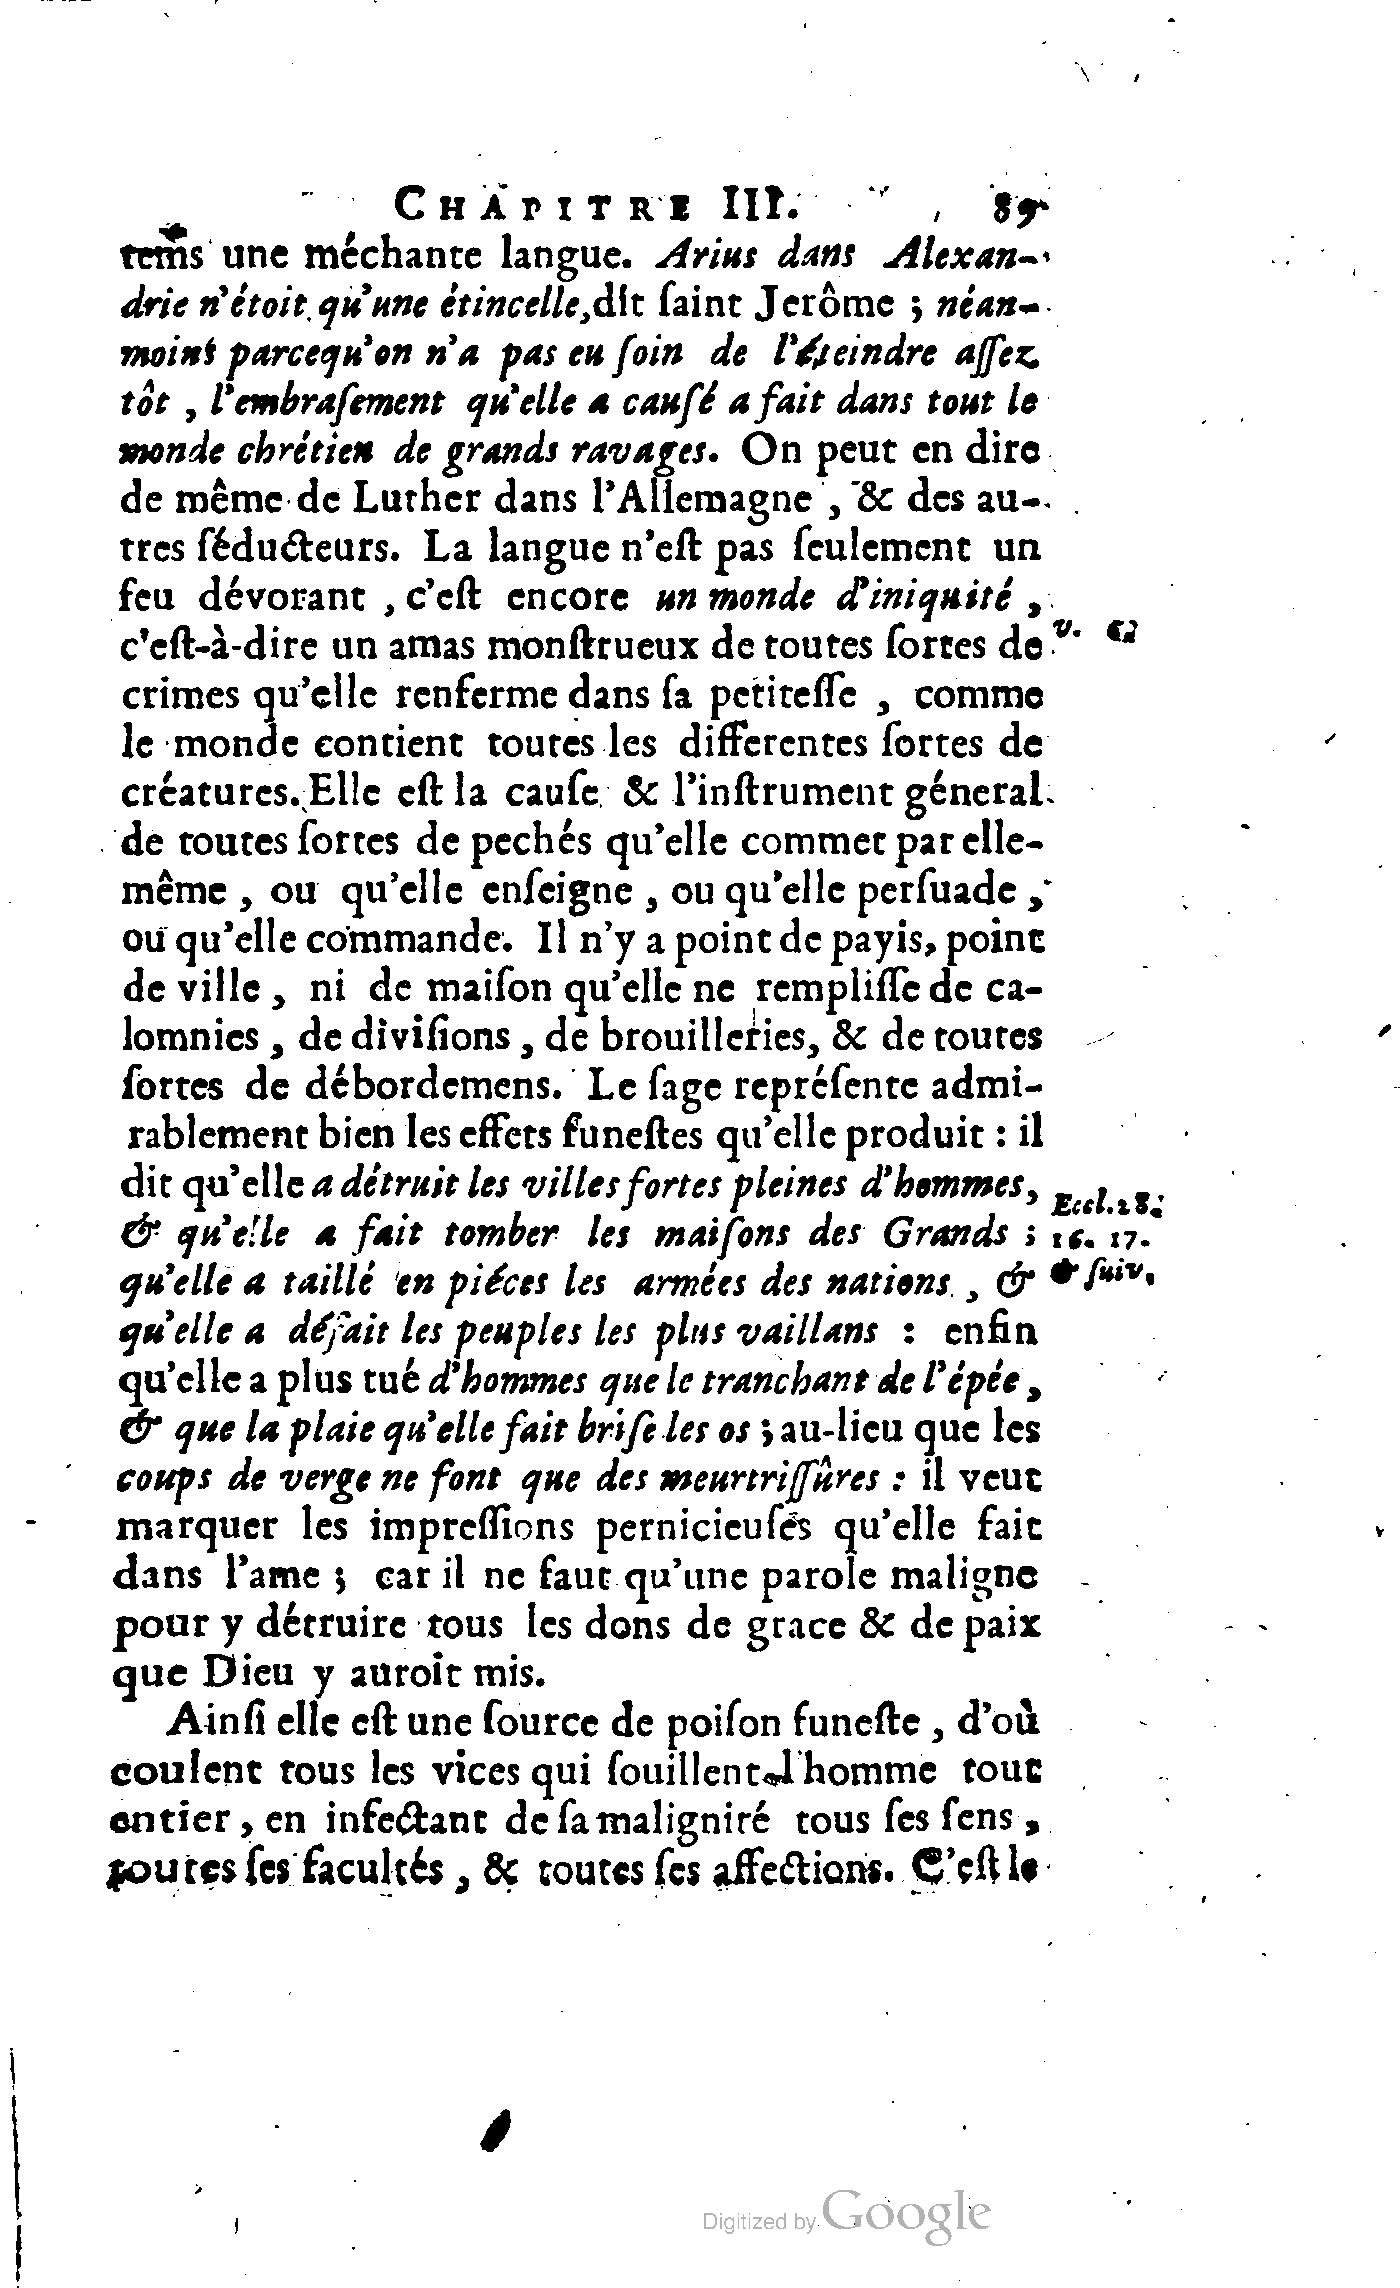 CHAPITRE III. 89
tems une méchante langue. Arius dans Alexan-
drie n'étoit qu'une étincelle, dit ſaint Jerôme ; néan-
moins parcequ'on n'a pas eu ſoin de l'éteindre aſſez
tôt , l'embraſement qu'elle a cauſé a fait dans tout le
monde chrétien de grands ravages. On peut en dire
de même de Luther dans l'Allemagne , & des au-
tres ſéducteurs. La langue n'eſt pas ſeulement un
feu dévorant , c'eſt encore un monde d'iniquité ,
c'eſt-à-dire un amas monſtrueux de toutes ſortes de
v. 6.
crimes qu'elle renferme dans ſa petiteſſe , comme
le monde contient toutes les differentes ſortes de
créatures. Elle eſt la cauſe & l'inſtrument géneral
de toutes ſortes de pechés qu'elle commet par elle-
même , ou qu'elle enſeigne , ou qu'elle perſuade ,
ou qu'elle commande. Il n'y a point de payis, point
de ville , ni de maiſon qu'elle ne rempliſſe de ca-
lomnies , de diviſions , de brouilleries, & de toutes
ſortes de débordemens. Le ſage repréſente admi-
rablement bien les effets funeſtes qu'elle produit : il
dit qu'elle a détruit les villes fortes pleines d'hommes,
Eccl. 28.
& qu'elle a fait tomber les maiſons des Grands ;
16. 17.
qu'elle a taillé en piéces les armées des nations , &
& ſuiv.
qu'elle a défait les peuples les plus vaillans : enfin
qu'elle a plus tué d'hommes que le tranchant de l'épée ,
& que la plaie qu'elle fait briſe les os ; au-lieu que les
coups de verge ne font que des meurtriſſûres : il veut
marquer les impreſſions pernicieuſes qu'elle fait
dans l'ame ; car il ne faut qu'une parole maligne
pour y détruire tous les dons de grace & de paix
que Dieu y auroit mis.
Ainſi elle eſt une ſource de poiſon funeſte , d'où
coulent tous les vices qui ſouillent l'homme tout
entier , en infectant de ſa maligniré tous ſes ſens ,
toutes ſes facultés , & toutes ſes affections. C'eſt le
Digitized by Google